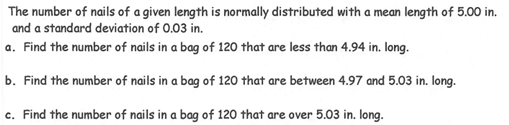 The number of nails of a given length is normally distributed with a mean length of 5.00 in.
and a standard deviation of 0.03 in.
a. Find the number of nails in a bag of 120 that are less than 4.94 in. long.
b. Find the number of nails in a bag of 120 that are between 4.97 and 5.03 in. long.
c. Find the number of nails in a bag of 120 that are over 5.03 in. long.